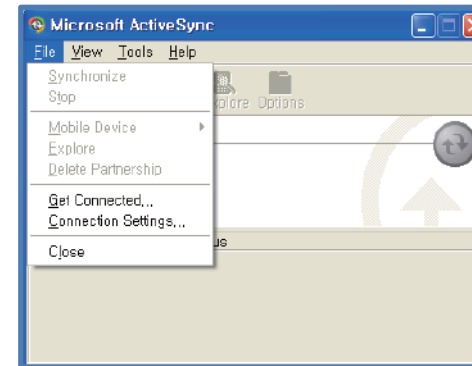 Microsoft ActiveSync
File View Tools Help
Synchronize
Stop
Mobile Device
Explore
Delete Partnership
Get Connected...
Connection Settings...
Close
plore Options
us